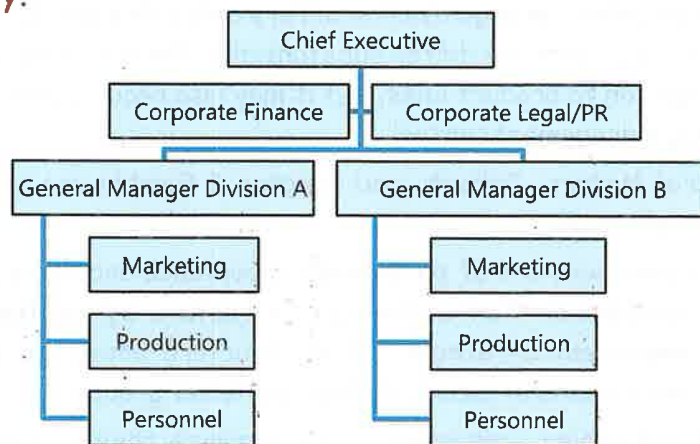 y.
Chief Executive
Corporate Finance
Corporate Legal/PR
General Manager Division A
General Manager Division B
Marketing
Marketing
Production
Production
Personnel
Personnel